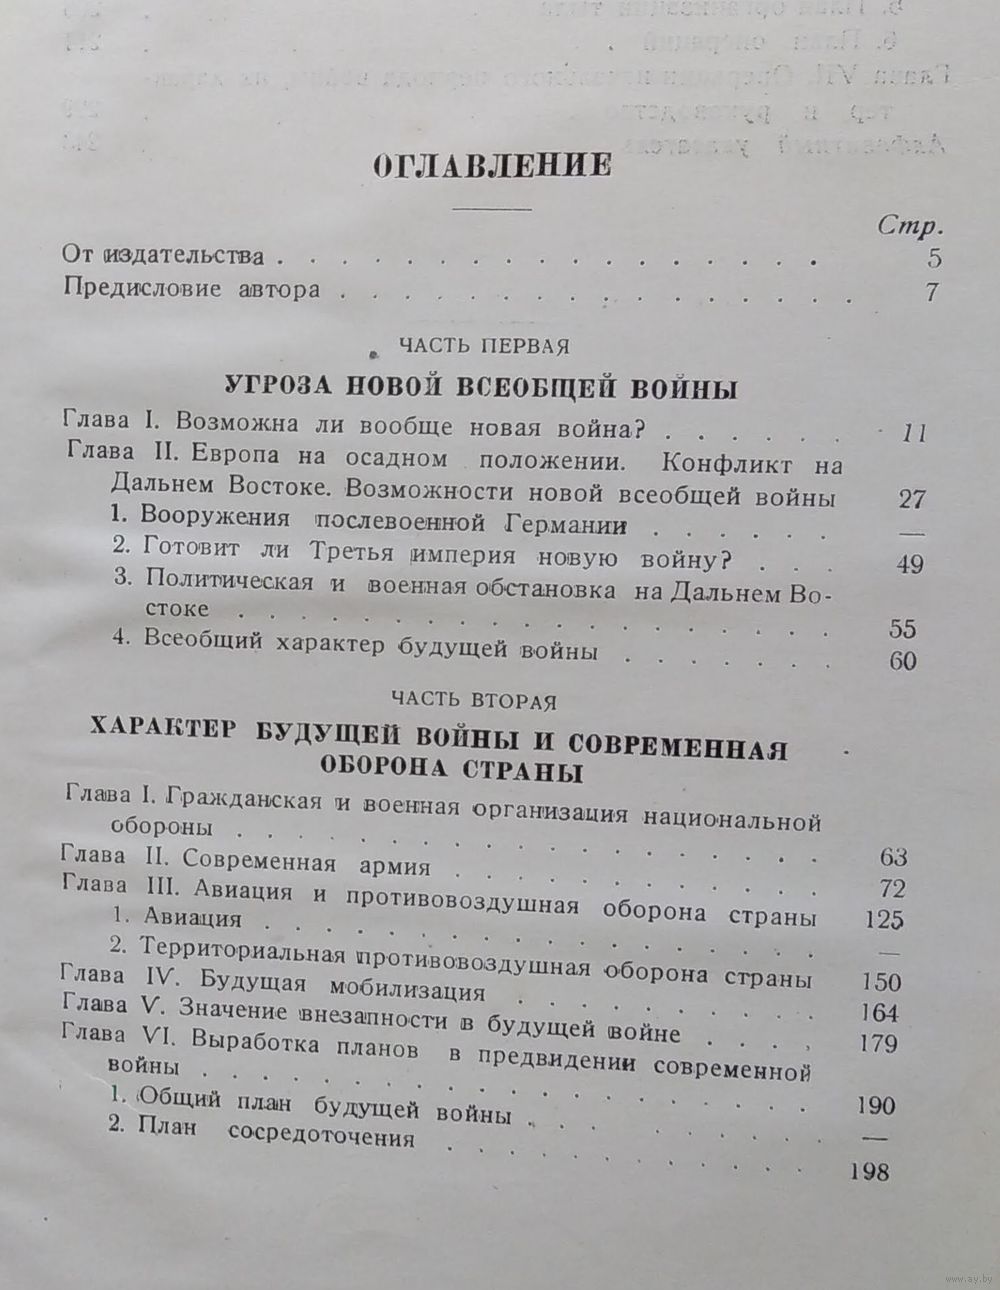 ОГЛАВЛЕНИЕ
Стр.
От издательства . . . . . . . . . . . . . . . . . 5
Предисловие автора . . . . . . . . . . . . . . . . 7
ЧАСТЬ ПЕРВАЯ
УГРОЗА НОВОЙ ВСЕОБЩЕЙ ВОЙНЫ
Глава I. Возможна ли вообще новая война? . . . . . . 11
Глава II. Европа на осадном положении. Конфликт на
Дальнем Востоке. Возможности новой всеобщей войны 27
1. Вооружения послевоенной Германии . . . . . . —
2. Готовит ли Третья империя новую войну? . . . 49
3. Политическая и военная обстановка на Дальнем Во-
стоке . . . . . . . . . . . . . . . . . 55
4. Всеобщий характер будущей войны . . . . . . . 60
ЧАСТЬ ВТОРАЯ
ХАРАКТЕР БУДУЩЕЙ ВОЙНЫ И СОВРЕМЕННАЯ
ОБОРОНА СТРАНЫ
Глава I. Гражданская и военная организация национальной
обороны . . . . . . . . . . . . . . . . . 63
Глава II. Современная армия . . . . . . . . . . . 72
Глава III. Авиация и противовоздушная оборона страны 125
1. Авиация . . . . . . . . . . . . . . . . —
2. Территориальная противовоздушная оборона страны 150
Глава IV. Будущая мобилизация . . . . . . . . . . 164
Глава V. Значение внезапности в будущей войне . . . . 179
Глава VI. Выработка планов в предвидении современной
войны . . . . . . . . . . . . . . . . . . 190
1. Общий план будущей войны . . . . . . . . . —
2. План сосредоточения . . . . . . . . . . . . 198
www.ay.by